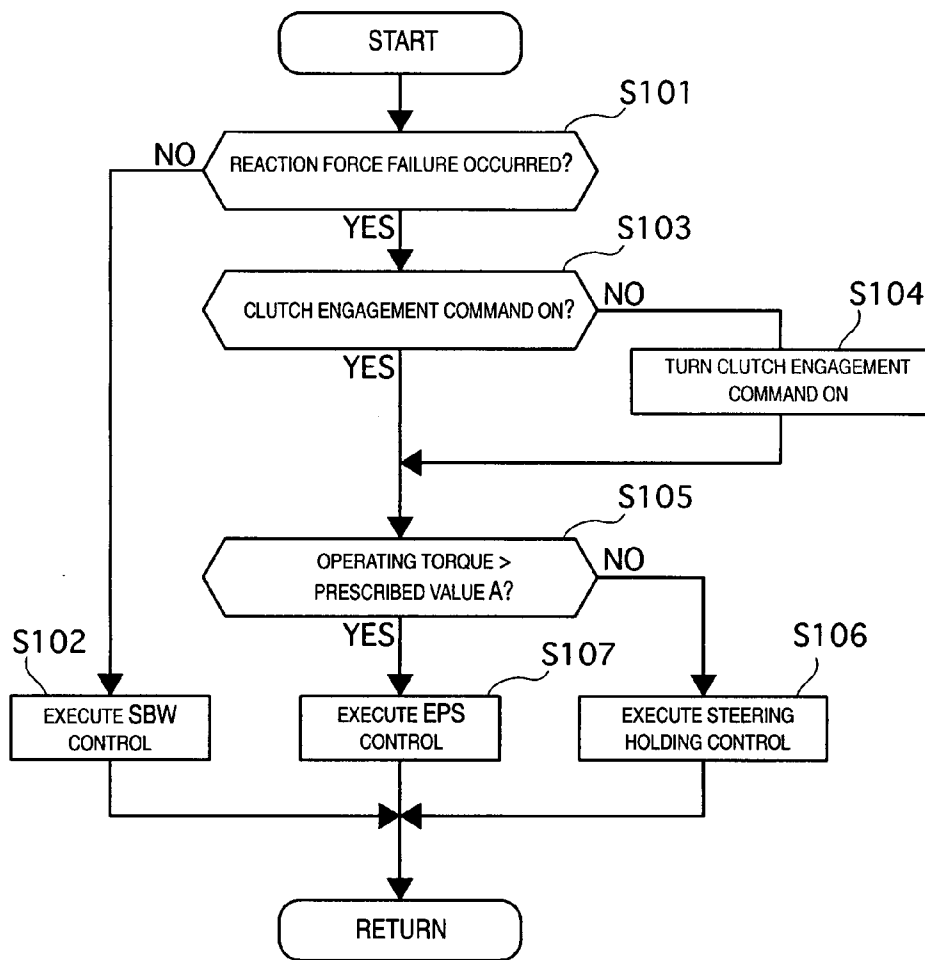 START
S101
NO
REACTION FORCE FAILURE OCCURRED?
YES
S103
CLUTCH ENGAGEMENT COMMAND ON?
NO
S104
YES
TURN CLUTCH ENGAGEMENT
COMMAND ON
S105
OPERATING TORQUE >
PRESCRIBED VALUE A?
NO
YES
S102
S107
S106
EXECUTE SBW
CONTROL
EXECUTE EPS
CONTROL
EXECUTE STEERING
HOLDING CONTROL
RETURN